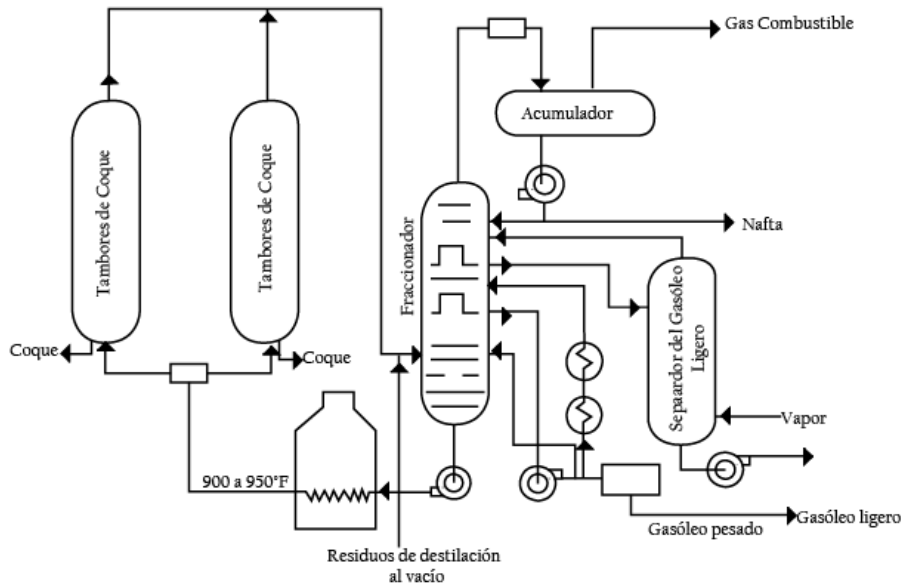 Gas Combustible
Acumulador
Tambores de Coque
Tambores de Coque
Fraccionador
Nafta
Sepaardor del Gasóleo
Ligero
Coque
Coque
Vapor
900 a 950°F
Gasóleo pesado
Gasóleo ligero
Residuos de destilación
al vacío